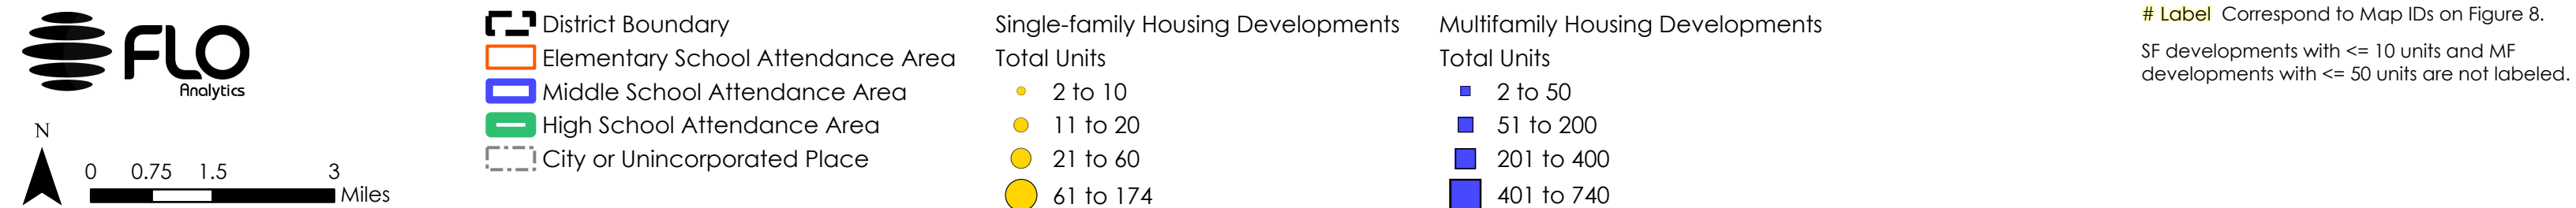 FLO
Analytics
N
0 0.75 1.5 3
Miles
District Boundary
Elementary School Attendance Area
Middle School Attendance Area
High School Attendance Area
City or Unincorporated Place
Single-family Housing Developments
Total Units
2 to 10
11 to 20
21 to 60
61 to 174
Multifamily Housing Developments
Total Units
2 to 50
51 to 200
201 to 400
401 to 740
# Label Correspond to Map IDs on Figure 8.
SF developments with <= 10 units and MF
developments with <= 50 units are not labeled.